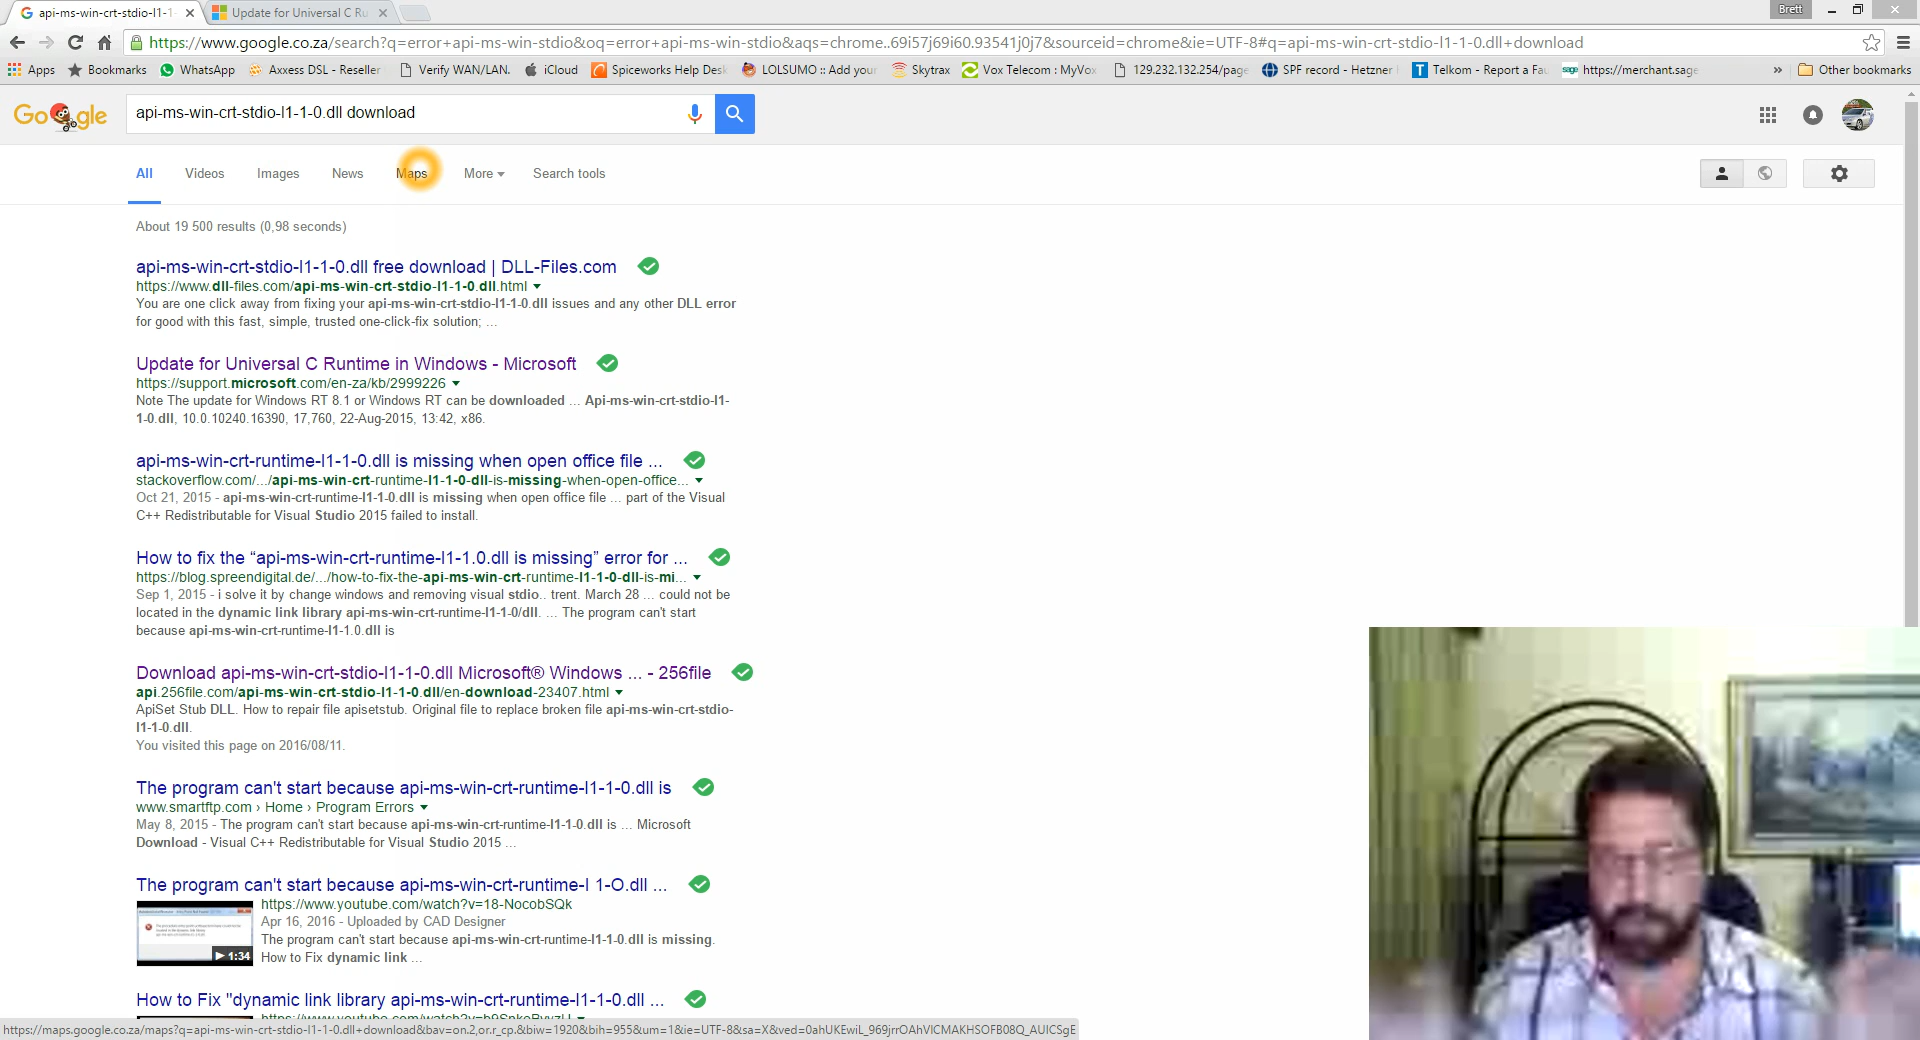 api-ms-win-crt-stdio-l1-1-
Update for Universal C Ru
Brett
https://www.google.co.za/search?q=error+api-ms-win-stdio&oq=error+api-ms-win-stdio&aqs=chrome..69i57j69i60.93541j0j7&sourceid=chrome&ie=UTF-8#q=api-ms-win-crt-stdio-l1-1-0.dll+download
Apps Bookmarks WhatsApp Axxess DSL - Reseller Verify WAN/LAN. iCloud Spiceworks Help Desk LOLSUMO :: Add your Skytrax Vox Telecom : MyVox 129.232.132.254/page SPF record - Hetzner Telkom - Report a Fau sage https://merchant.sage » Other bookmarks
Google
api-ms-win-crt-stdio-l1-1-0.dll download
All Videos Images News Maps More Search tools
About 19 500 results (0,98 seconds)
api-ms-win-crt-stdio-l1-1-0.dll free download | DLL-Files.com
https://www.dll-files.com/api-ms-win-crt-stdio-l1-1-0.dll.html
You are one click away from fixing your api-ms-win-crt-stdio-l1-1-0.dll issues and any other DLL error
for good with this fast, simple, trusted one-click-fix solution; ...
Update for Universal C Runtime in Windows - Microsoft
https://support.microsoft.com/en-za/kb/2999226
Note The update for Windows RT 8.1 or Windows RT can be downloaded ... Api-ms-win-crt-stdio-l1-
1-0.dll, 10.0.10240.16390, 17,760, 22-Aug-2015, 13:42, x86.
api-ms-win-crt-runtime-l1-1-0.dll is missing when open office file ...
stackoverflow.com/.../api-ms-win-crt-runtime-l1-1-0-dll-is-missing-when-open-office...
Oct 21, 2015 - api-ms-win-crt-runtime-l1-1-0.dll is missing when open office file ... part of the Visual
C++ Redistributable for Visual Studio 2015 failed to install.
How to fix the “api-ms-win-crt-runtime-l1-1.0.dll is missing” error for ...
https://blog.spreendigital.de/.../how-to-fix-the-api-ms-win-crt-runtime-l1-1-0-dll-is-mi...
Sep 1, 2015 - i solve it by change windows and removing visual stdio.. trent. March 28 ... could not be
located in the dynamic link library api-ms-win-crt-runtime-l1-1-0/dll. ... The program can't start
because api-ms-win-crt-runtime-l1-1.0.dll is
Download api-ms-win-crt-stdio-l1-1-0.dll Microsoft® Windows ... - 256file
api.256file.com/api-ms-win-crt-stdio-l1-1-0.dll/en-download-23407.html
ApiSet Stub DLL. How to repair file apisetstub. Original file to replace broken file api-ms-win-crt-stdio-
l1-1-0.dll.
You visited this page on 2016/08/11.
The program can't start because api-ms-win-crt-runtime-l1-1-0.dll is
www.smartftp.com › Home › Program Errors
May 8, 2015 - The program can't start because api-ms-win-crt-runtime-l1-1-0.dll is ... Microsoft
Download - Visual C++ Redistributable for Visual Studio 2015 ...
The program can't start because api-ms-win-crt-runtime-l 1-O.dll ...
https://www.youtube.com/watch?v=18-NocobSQk
Apr 16, 2016 - Uploaded by CAD Designer
The program can't start because api-ms-win-crt-runtime-l1-1-0.dll is missing.
How to Fix dynamic link ...
1:34
How to Fix "dynamic link library api-ms-win-crt-runtime-l1-1-0.dll ...
https://maps.google.co.za/maps?q=api-ms-win-crt-stdio-l1-1-0.dll+download&bav=on.2,or.r_cp.&biw=1920&bih=955&um=1&ie=UTF-8&sa=X&ved=0ahUKEwiL_969jrrOAhVlCMAKHSOFB08Q_AUICSgE